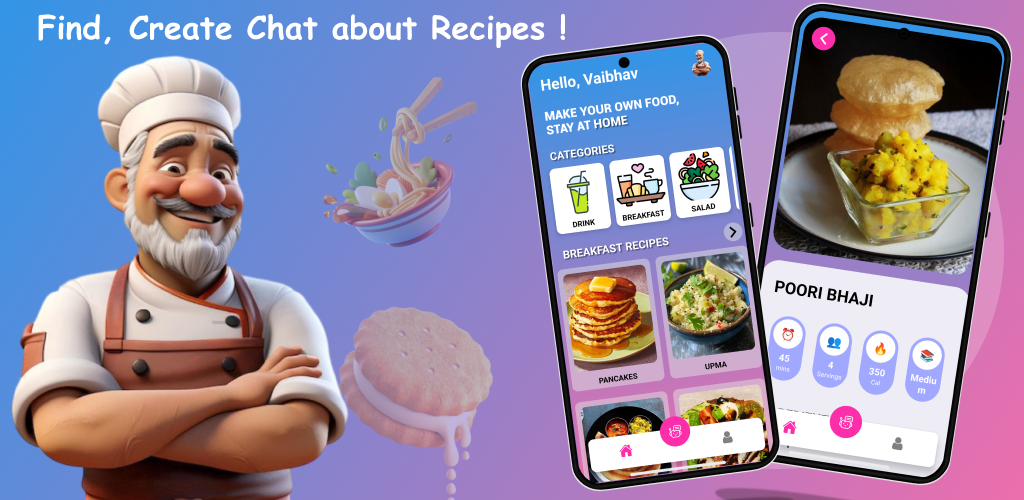 Find, Create Chat about Recipes !
Hello, Vaibhav
MAKE YOUR OWN FOOD,
STAY AT HOME
CATEGORIES
DRINK
BREAKFAST
SALAD
BREAKFAST RECIPES
PANCAKES
UPMA
POORI BHAJI
45
mins
4
Servings
350
Cal
Mediu
m